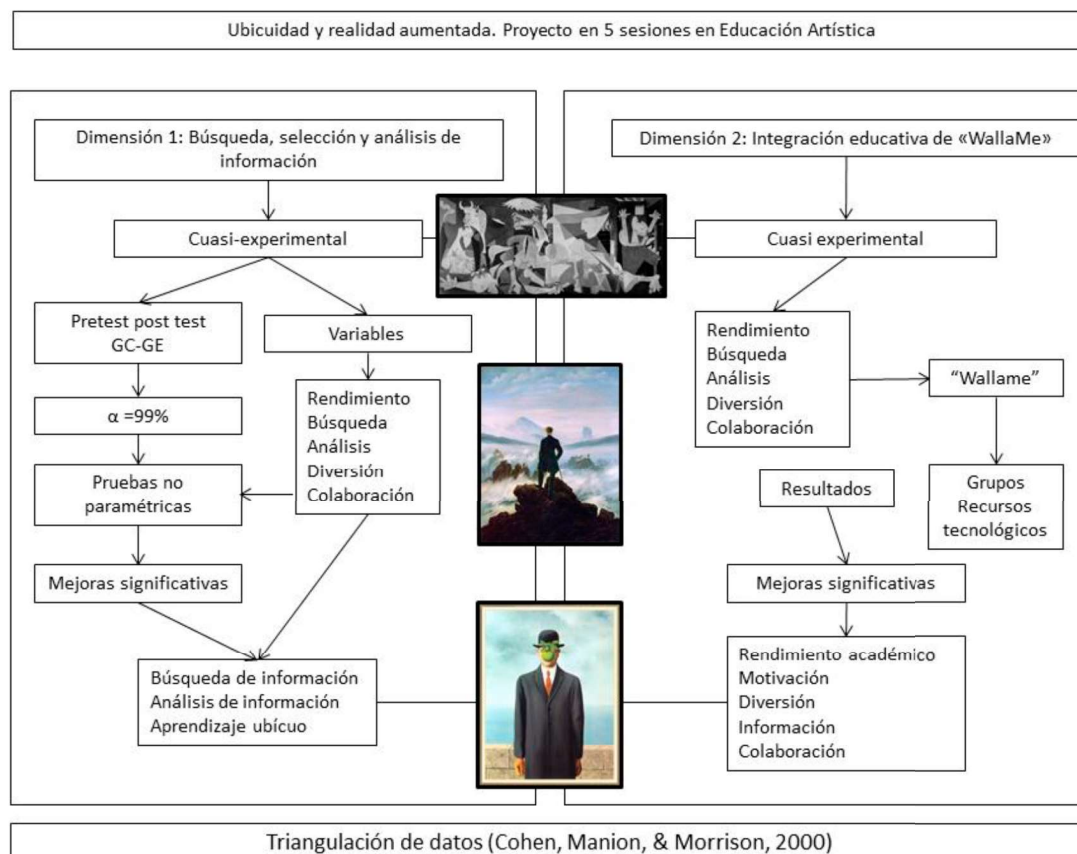 Ubicuidad y realidad aumentada. Proyecto en 5 sesiones en Educación Artística
Dimensión 1: Búsqueda, selección y análisis de
información
Cuasi-experimental
Pretest post test
GC-GE
Variables
α =99%
Rendimiento
Búsqueda
Análisis
Diversión
Colaboración
Pruebas no
paramétricas
Mejoras significativas
Búsqueda de información
Análisis de información
Aprendizaje ubícuo
Dimensión 2: Integración educativa de «WallaMe»
Cuasi experimental
Rendimiento
Búsqueda
Análisis
Diversión
Colaboración
“Wallame”
Grupos
Recursos
tecnológicos
Resultados
Mejoras significativas
Rendimiento académico
Motivación
Diversión
Información
Colaboración
Triangulación de datos (Cohen, Manion, & Morrison, 2000)